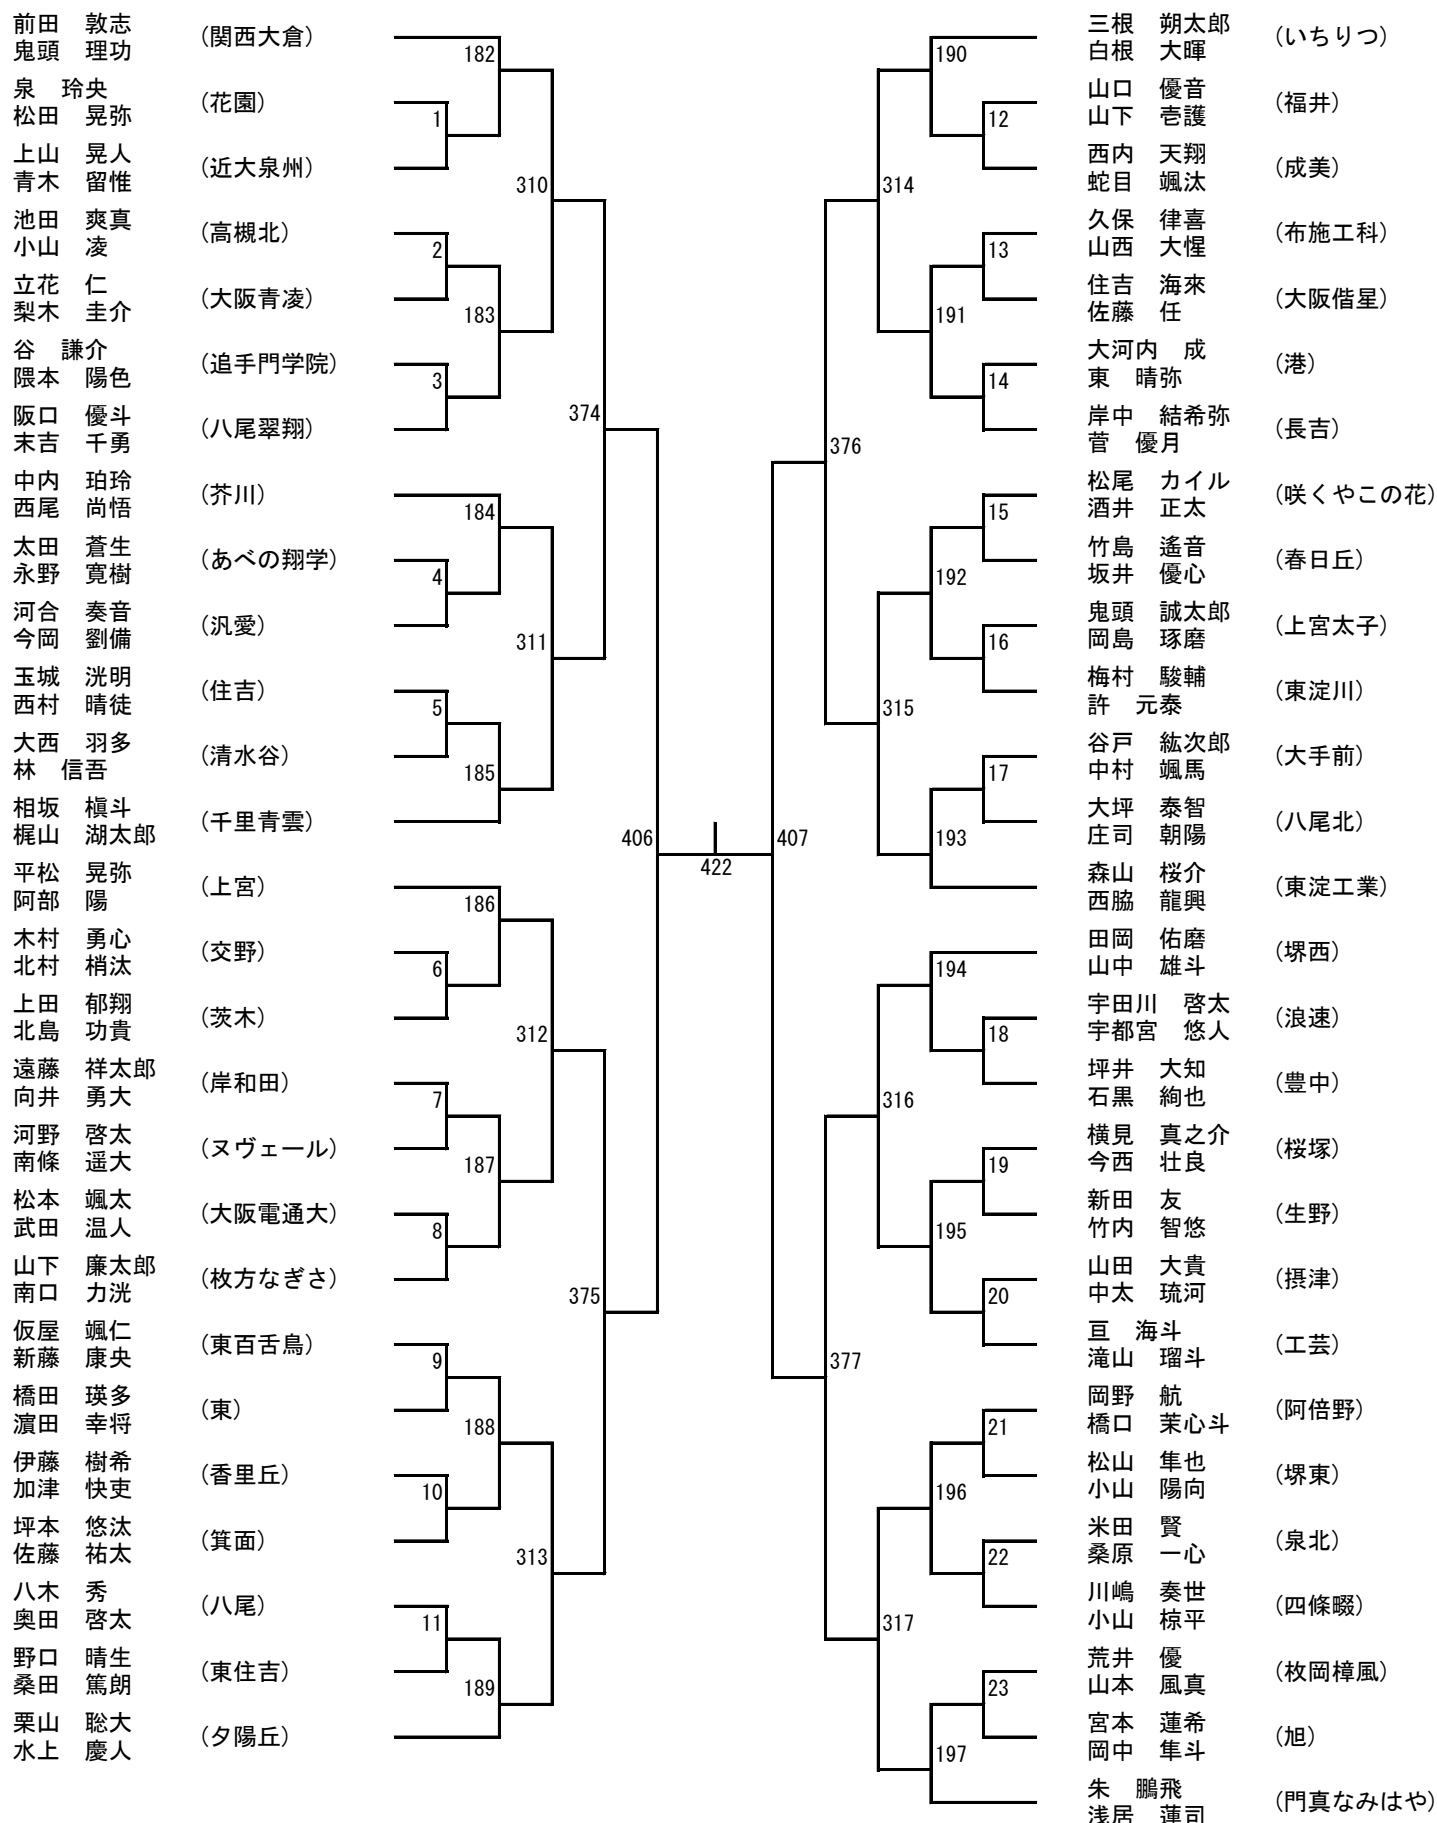 前田　敦志
鬼頭　理功
(関西大倉)
泉　玲央
松田　晃弥
(花園)
上山　晃人
青木　留惟
(近大泉州)
池田　爽真
小山　凌
(高槻北)
立花　仁
梨木　圭介
(大阪青凌)
谷　謙介
隈本　陽色
(追手門学院)
阪口　優斗
末吉　千勇
(八尾翠翔)
中内　珀玲
西尾　尚悟
(芥川)
太田　蒼生
永野　寛樹
(あべの翔学)
河合　奏音
今岡　劉備
(汎愛)
玉城　洸明
西村　晴徒
(住吉)
大西　羽多
林　信吾
(清水谷)
相坂　槙斗
梶山　湖太郎
(千里青雲)
平松　晃弥
阿部　陽
(上宮)
木村　勇心
北村　梢汰
(交野)
上田　郁翔
北島　功貴
(茨木)
遠藤　祥太郎
向井　勇大
(岸和田)
河野　啓太
南條　遥大
(ヌヴェール)
松本　颯太
武田　温人
(大阪電通大)
山下　廉太郎
南口　力洸
(枚方なぎさ)
仮屋　颯仁
新藤　康央
(東百舌鳥)
橋田　瑛多
濵田　幸将
(東)
伊藤　樹希
加津　快吏
(香里丘)
坪本　悠汰
佐藤　祐太
(箕面)
八木　秀
奥田　啓太
(八尾)
野口　晴生
桑田　篤朗
(東住吉)
栗山　聡大
水上　慶人
(夕陽丘)
182
1
310
2
183
3
374
184
4
311
5
185
406
186
6
312
7
187
8
375
9
188
10
313
11
189
422
407
190
12
314
13
191
14
376
15
192
16
315
17
193
194
18
316
19
195
20
377
21
196
22
317
23
197
三根　朔太郎
白根　大暉
(いちりつ)
山口　優音
山下　壱護
(福井)
西内　天翔
蛇目　颯汰
(成美)
久保　律喜
山西　大惺
(布施工科)
住吉　海來
佐藤　任
(大阪偕星)
大河内　成
東　晴弥
(港)
岸中　結希弥
菅　優月
(長吉)
松尾　カイル
酒井　正太
(咲くやこの花)
竹島　遙音
坂井　優心
(春日丘)
鬼頭　誠太郎
岡島　琢磨
(上宮太子)
梅村　駿輔
許　元泰
(東淀川)
谷戸　紘次郎
中村　颯馬
(大手前)
大坪　泰智
庄司　朝陽
(八尾北)
森山　桜介
西脇　龍興
(東淀工業)
田岡　佑磨
山中　雄斗
(堺西)
宇田川　啓太
宇都宮　悠人
(浪速)
坪井　大知
石黒　絢也
(豊中)
横見　真之介
今西　壮良
(桜塚)
新田　友
竹内　智悠
(生野)
山田　大貴
中太　琉河
(摂津)
亘　海斗
滝山　瑠斗
(工芸)
岡野　航
橋口　茉心斗
(阿倍野)
松山　隼也
小山　陽向
(堺東)
米田　賢
桑原　一心
(泉北)
川嶋　奏世
小山　椋平
(四條畷)
荒井　優
山本　風真
(枚岡樟風)
宮本　蓮希
岡中　隼斗
(旭)
朱　鵬飛
浅居　蓮司
(門真なみはや)